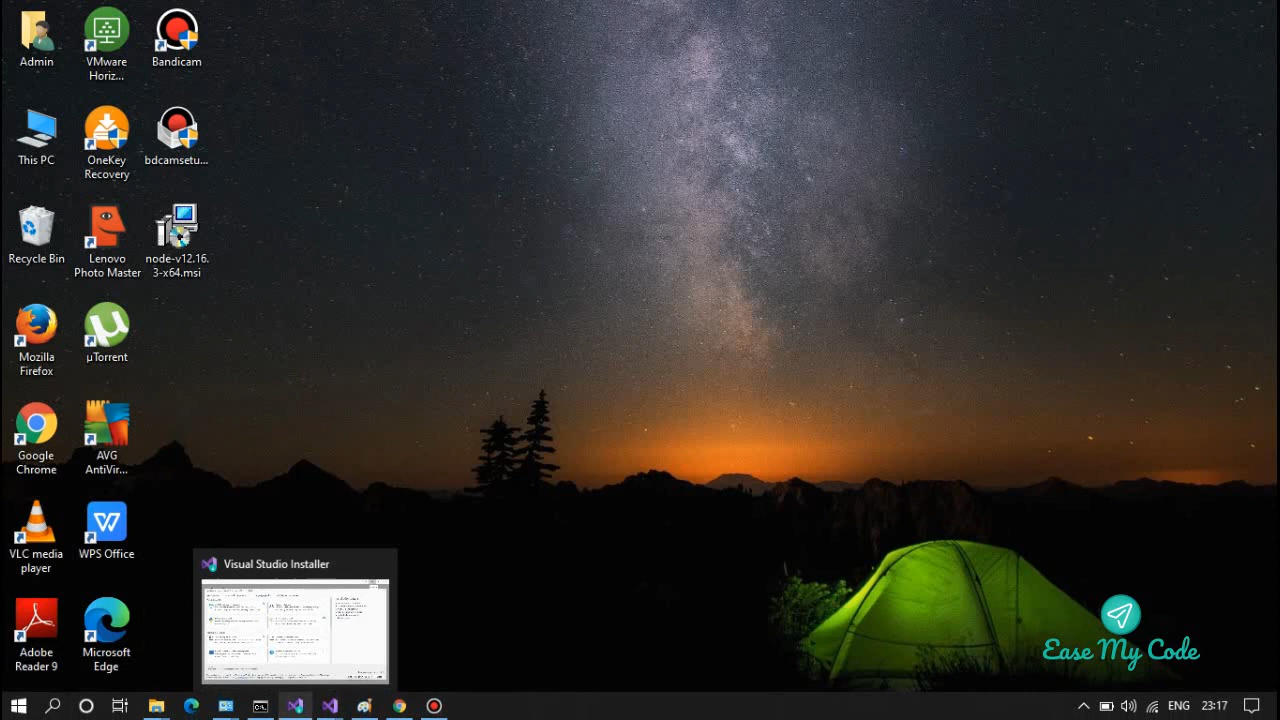 Admin
VMware
Horiz...
Bandicam
This PC
OneKey
Recovery
bdcamsetu...
Recycle Bin
Lenovo
Photo Master
node-v12.16.
3-x64.msi
Mozilla
Firefox
µTorrent
Google
Chrome
AVG
AntiVir...
VLC media
player
WPS Office
Visual Studio Installer
Adobe
Reader 9
Microsoft
Edge
Ease My Code
ENG
23:17